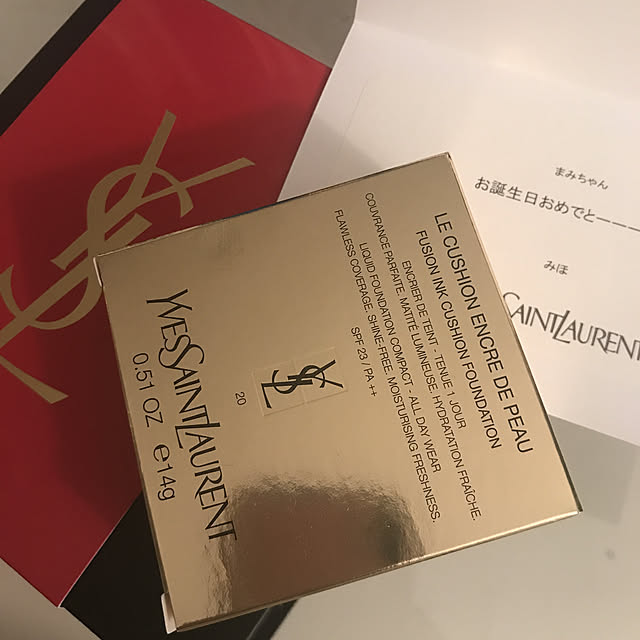 YSL
まみちゃん
お誕生日おめでとーーー
みほ
SAINTLAURENT
LE CUSHION ENCRE DE PEAU
FUSION INK CUSHION FOUNDATION
ENCRIER DE TEINT - TENUE 1 JOUR
COUVRANCE PARFAITE. MATITÉ LUMINEUSE. HYDRATATION FRAÎCHE.
LIQUID FOUNDATION COMPACT - ALL DAY WEAR
FLAWLESS COVERAGE. SHINE-FREE. MOISTURISING FRESHNESS.
SPF 23 / PA ++
YSL
20
YVESSAINTLAURENT
0.51 OZ e14g